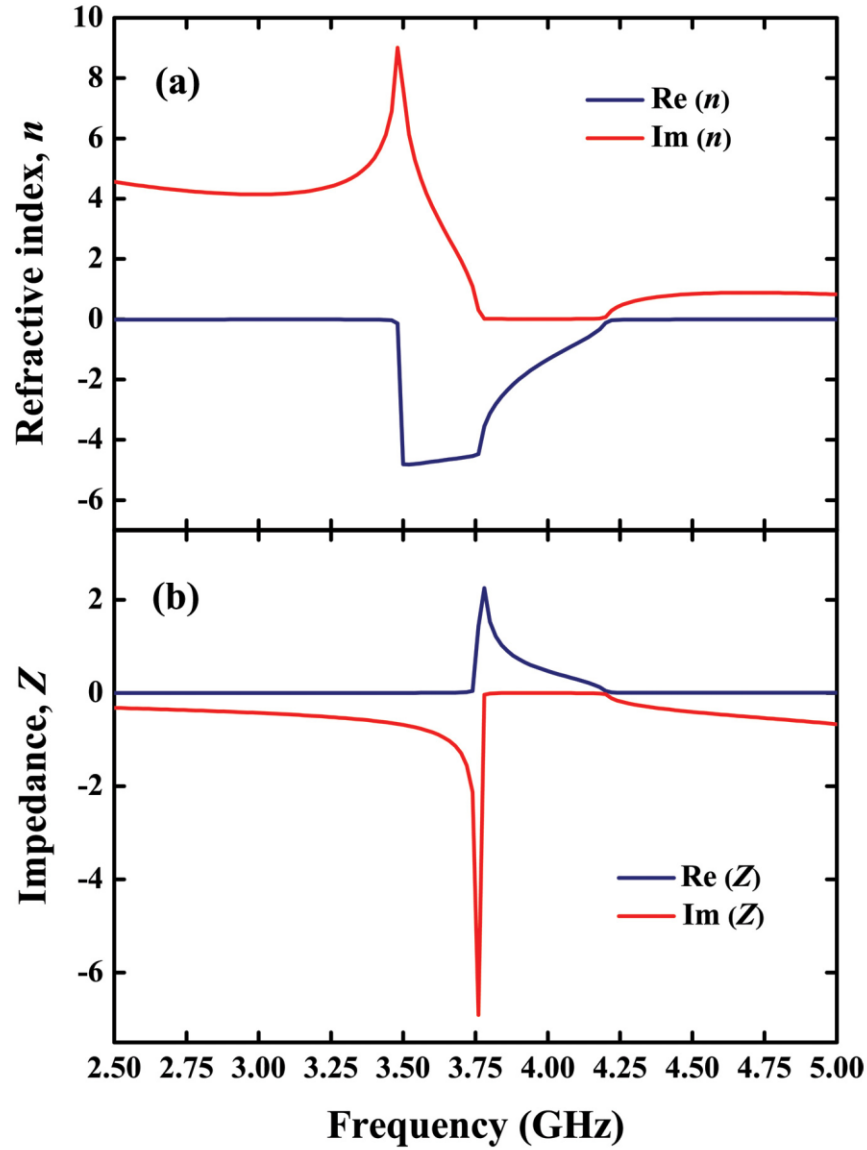 10
(a)
8
Re (n)
Im (n)
6
4
2
0
-2
-4
-6
Refractive index, n
(b)
2
0
-2
-4
Re (Z)
Im (Z)
-6
Impedance, Z
2.50 2.75 3.00 3.25 3.50 3.75 4.00 4.25 4.50 4.75 5.00
Frequency (GHz)